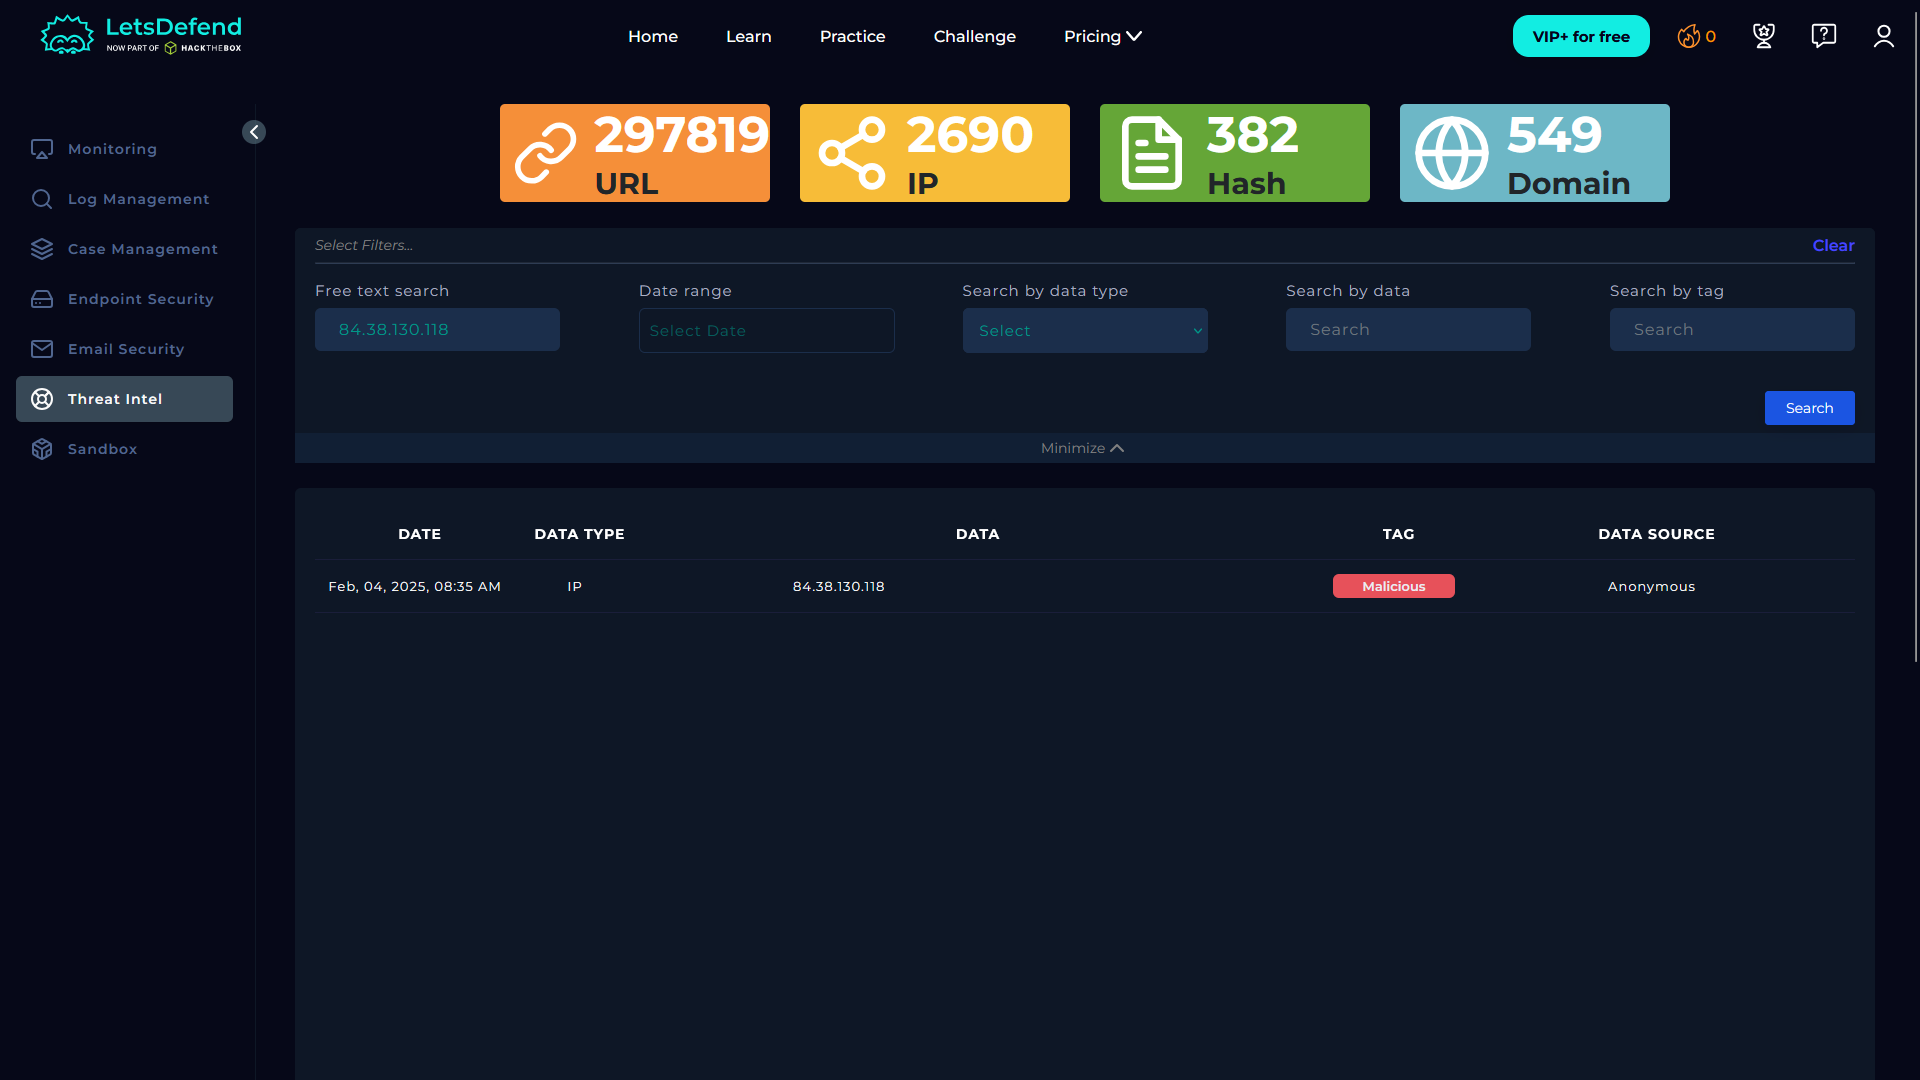 LetsDefend
NOW PART OF HACKTHEBOX
Home
Learn
Practice
Challenge
Pricing
VIP+ for free
0
Monitoring
Log Management
Case Management
Endpoint Security
Email Security
Threat Intel
Sandbox
297819
URL
2690
IP
382
Hash
549
Domain
Select Filters...
Clear
Free text search
Date range
Search by data type
Search by data
Search by tag
84.38.130.118
Select Date
Select
Search
Search
Search
Minimize
DATE DATA TYPE DATA TAG DATA SOURCE
Feb, 04, 2025, 08:35 AM IP 84.38.130.118 Malicious Anonymous